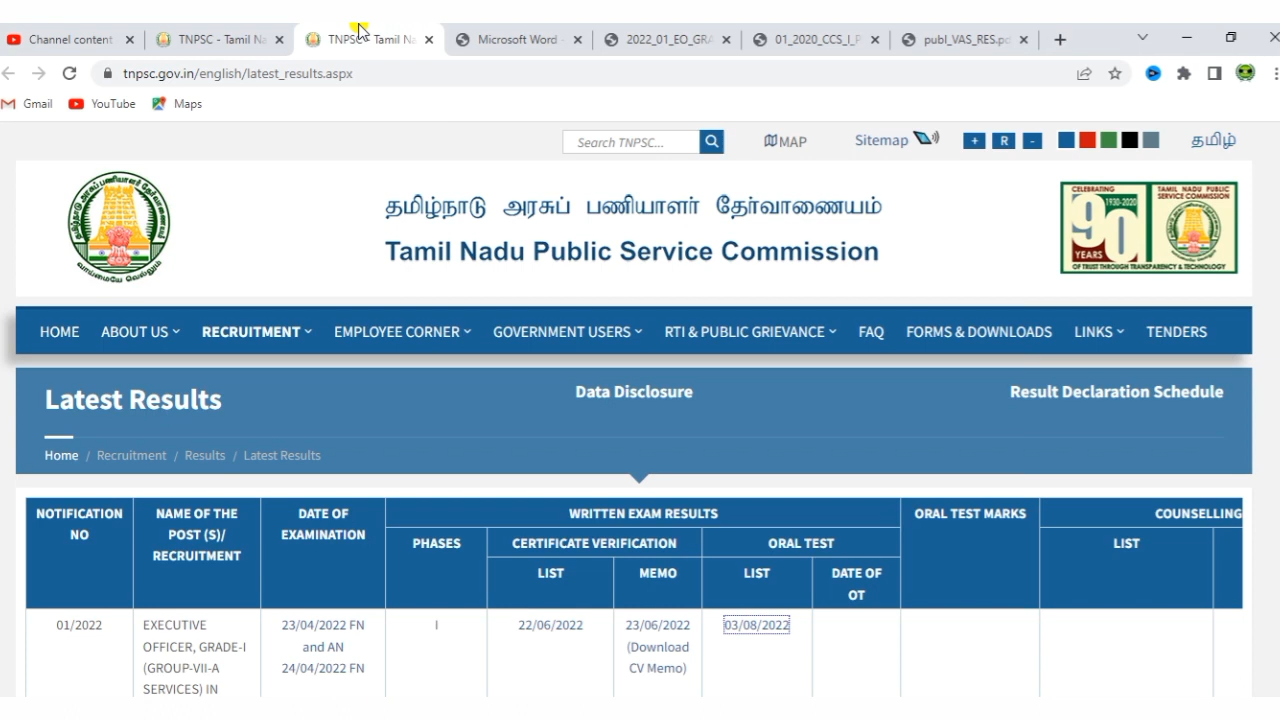 Channel content
TNPSC - Tamil Na
TNPSC - Tamil Na
Microsoft Word -
2022_01_EO_GRA
01_2020_CCS_I_P
publ_VAS_RES.pd
tnpsc.gov.in/english/latest_results.aspx
Gmail YouTube Maps
Search TNPSC... MAP Sitemap + R - தமிழ்
தமிழ்நாடு அரசுப் பணியாளர் தேர்வாணையம்
Tamil Nadu Public Service Commission
வாய்மையே வெல்லும்
CELEBRATING
90
YEARS
1930-2020
TAMIL NADU PUBLIC
SERVICE COMMISSION
OF TRUST THROUGH TRANSPARENCY & TECHNOLOGY
HOME ABOUT US RECRUITMENT EMPLOYEE CORNER GOVERNMENT USERS RTI & PUBLIC GRIEVANCE FAQ FORMS & DOWNLOADS LINKS TENDERS
Latest Results
Data Disclosure
Result Declaration Schedule
Home / Recruitment / Results / Latest Results
NOTIFICATION
NO
NAME OF THE
POST (S)/
RECRUITMENT
DATE OF
EXAMINATION
WRITTEN EXAM RESULTS
PHASES
CERTIFICATE VERIFICATION
LIST
MEMO
ORAL TEST
LIST
DATE OF
OT
ORAL TEST MARKS
COUNSELLING
LIST
01/2022
EXECUTIVE
OFFICER, GRADE-I
(GROUP-VII-A
SERVICES) IN
23/04/2022 FN
and AN
24/04/2022 FN
I
22/06/2022
23/06/2022
(Download
CV Memo)
03/08/2022